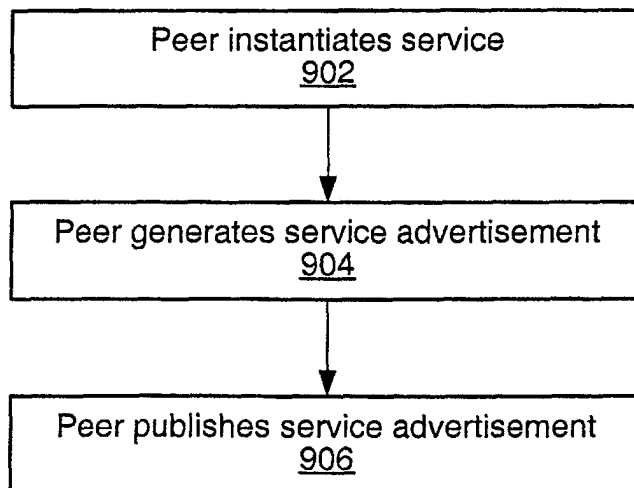 Peer instantiates service
902
Peer generates service advertisement
904
Peer publishes service advertisement
906